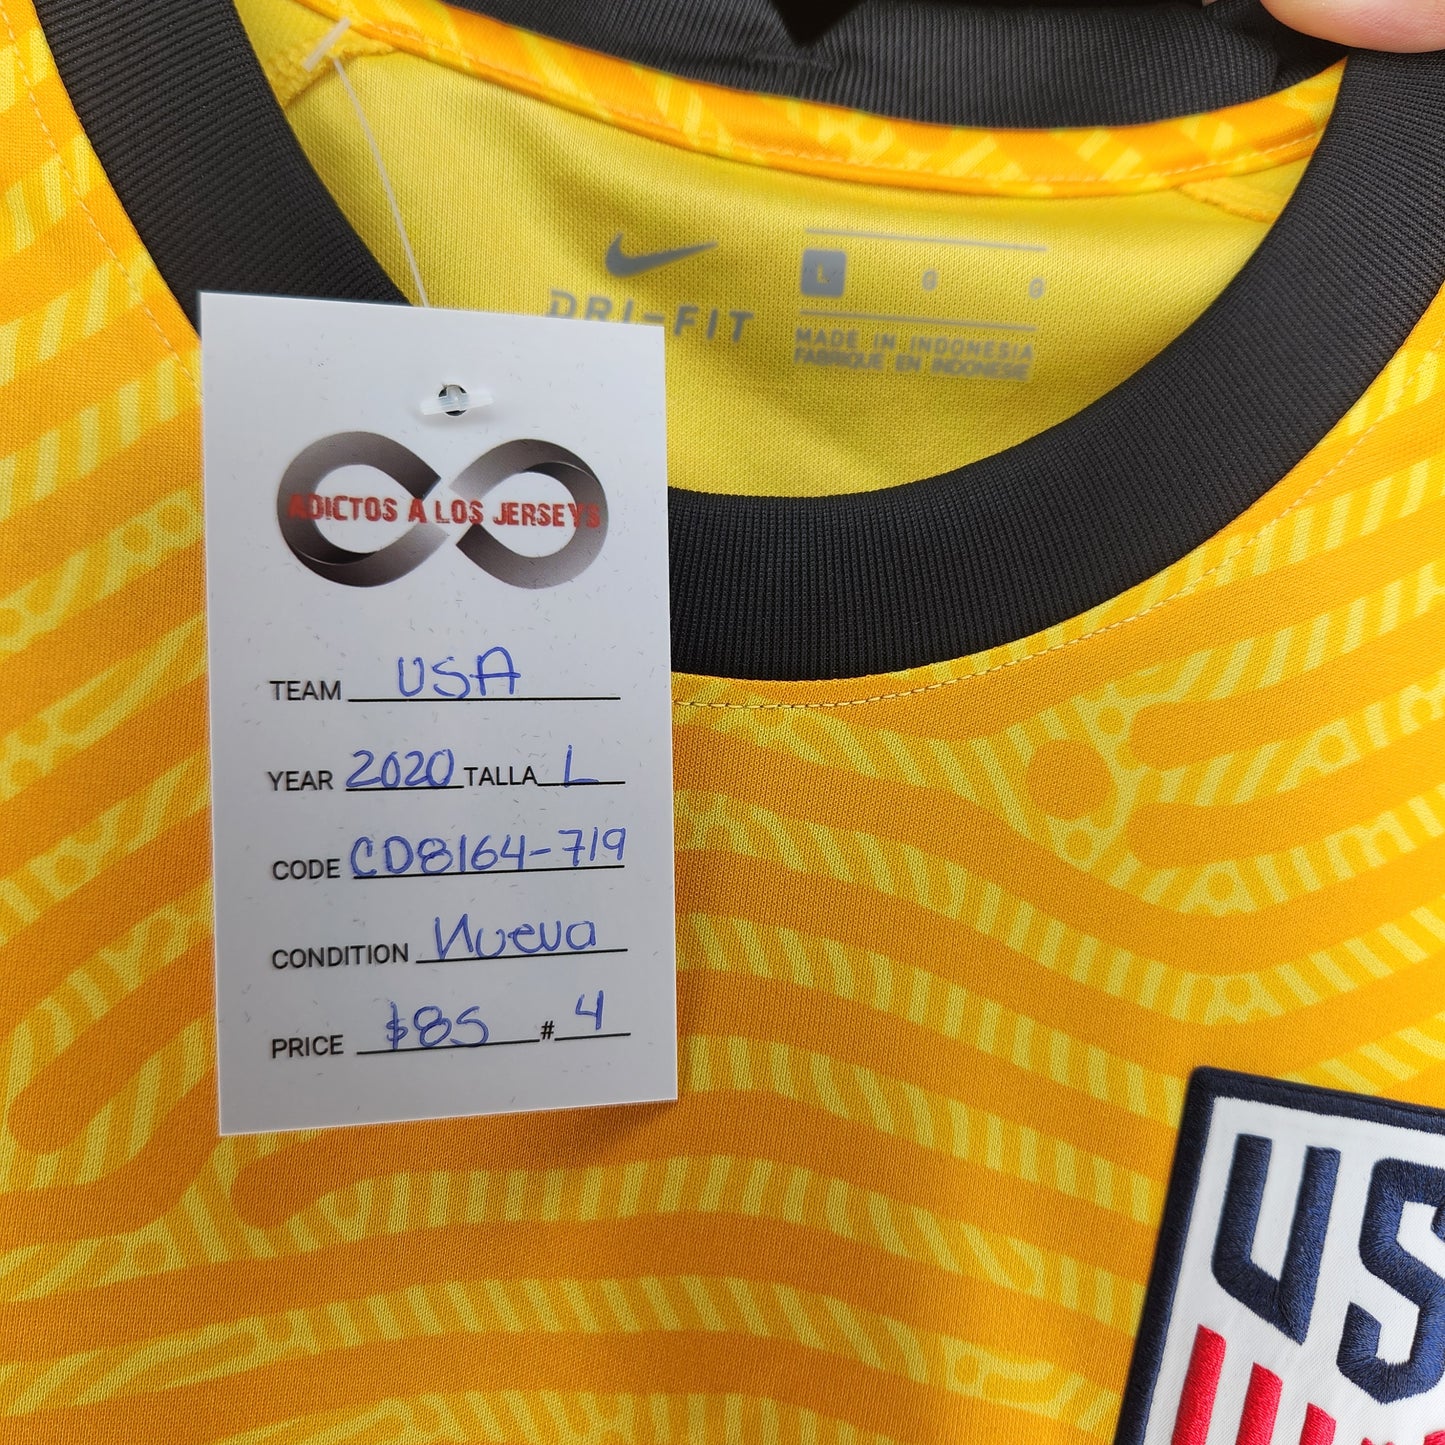 DRI-FIT
L G G
MADE IN INDONESIA
FABRIQUÉ EN INDONESIE
ADICTOS A LOS JERSEYS
TEAM USA
YEAR 2020 TALLA L
CODE CD8164-719
CONDITION Nueva
PRICE $85 # 4
US